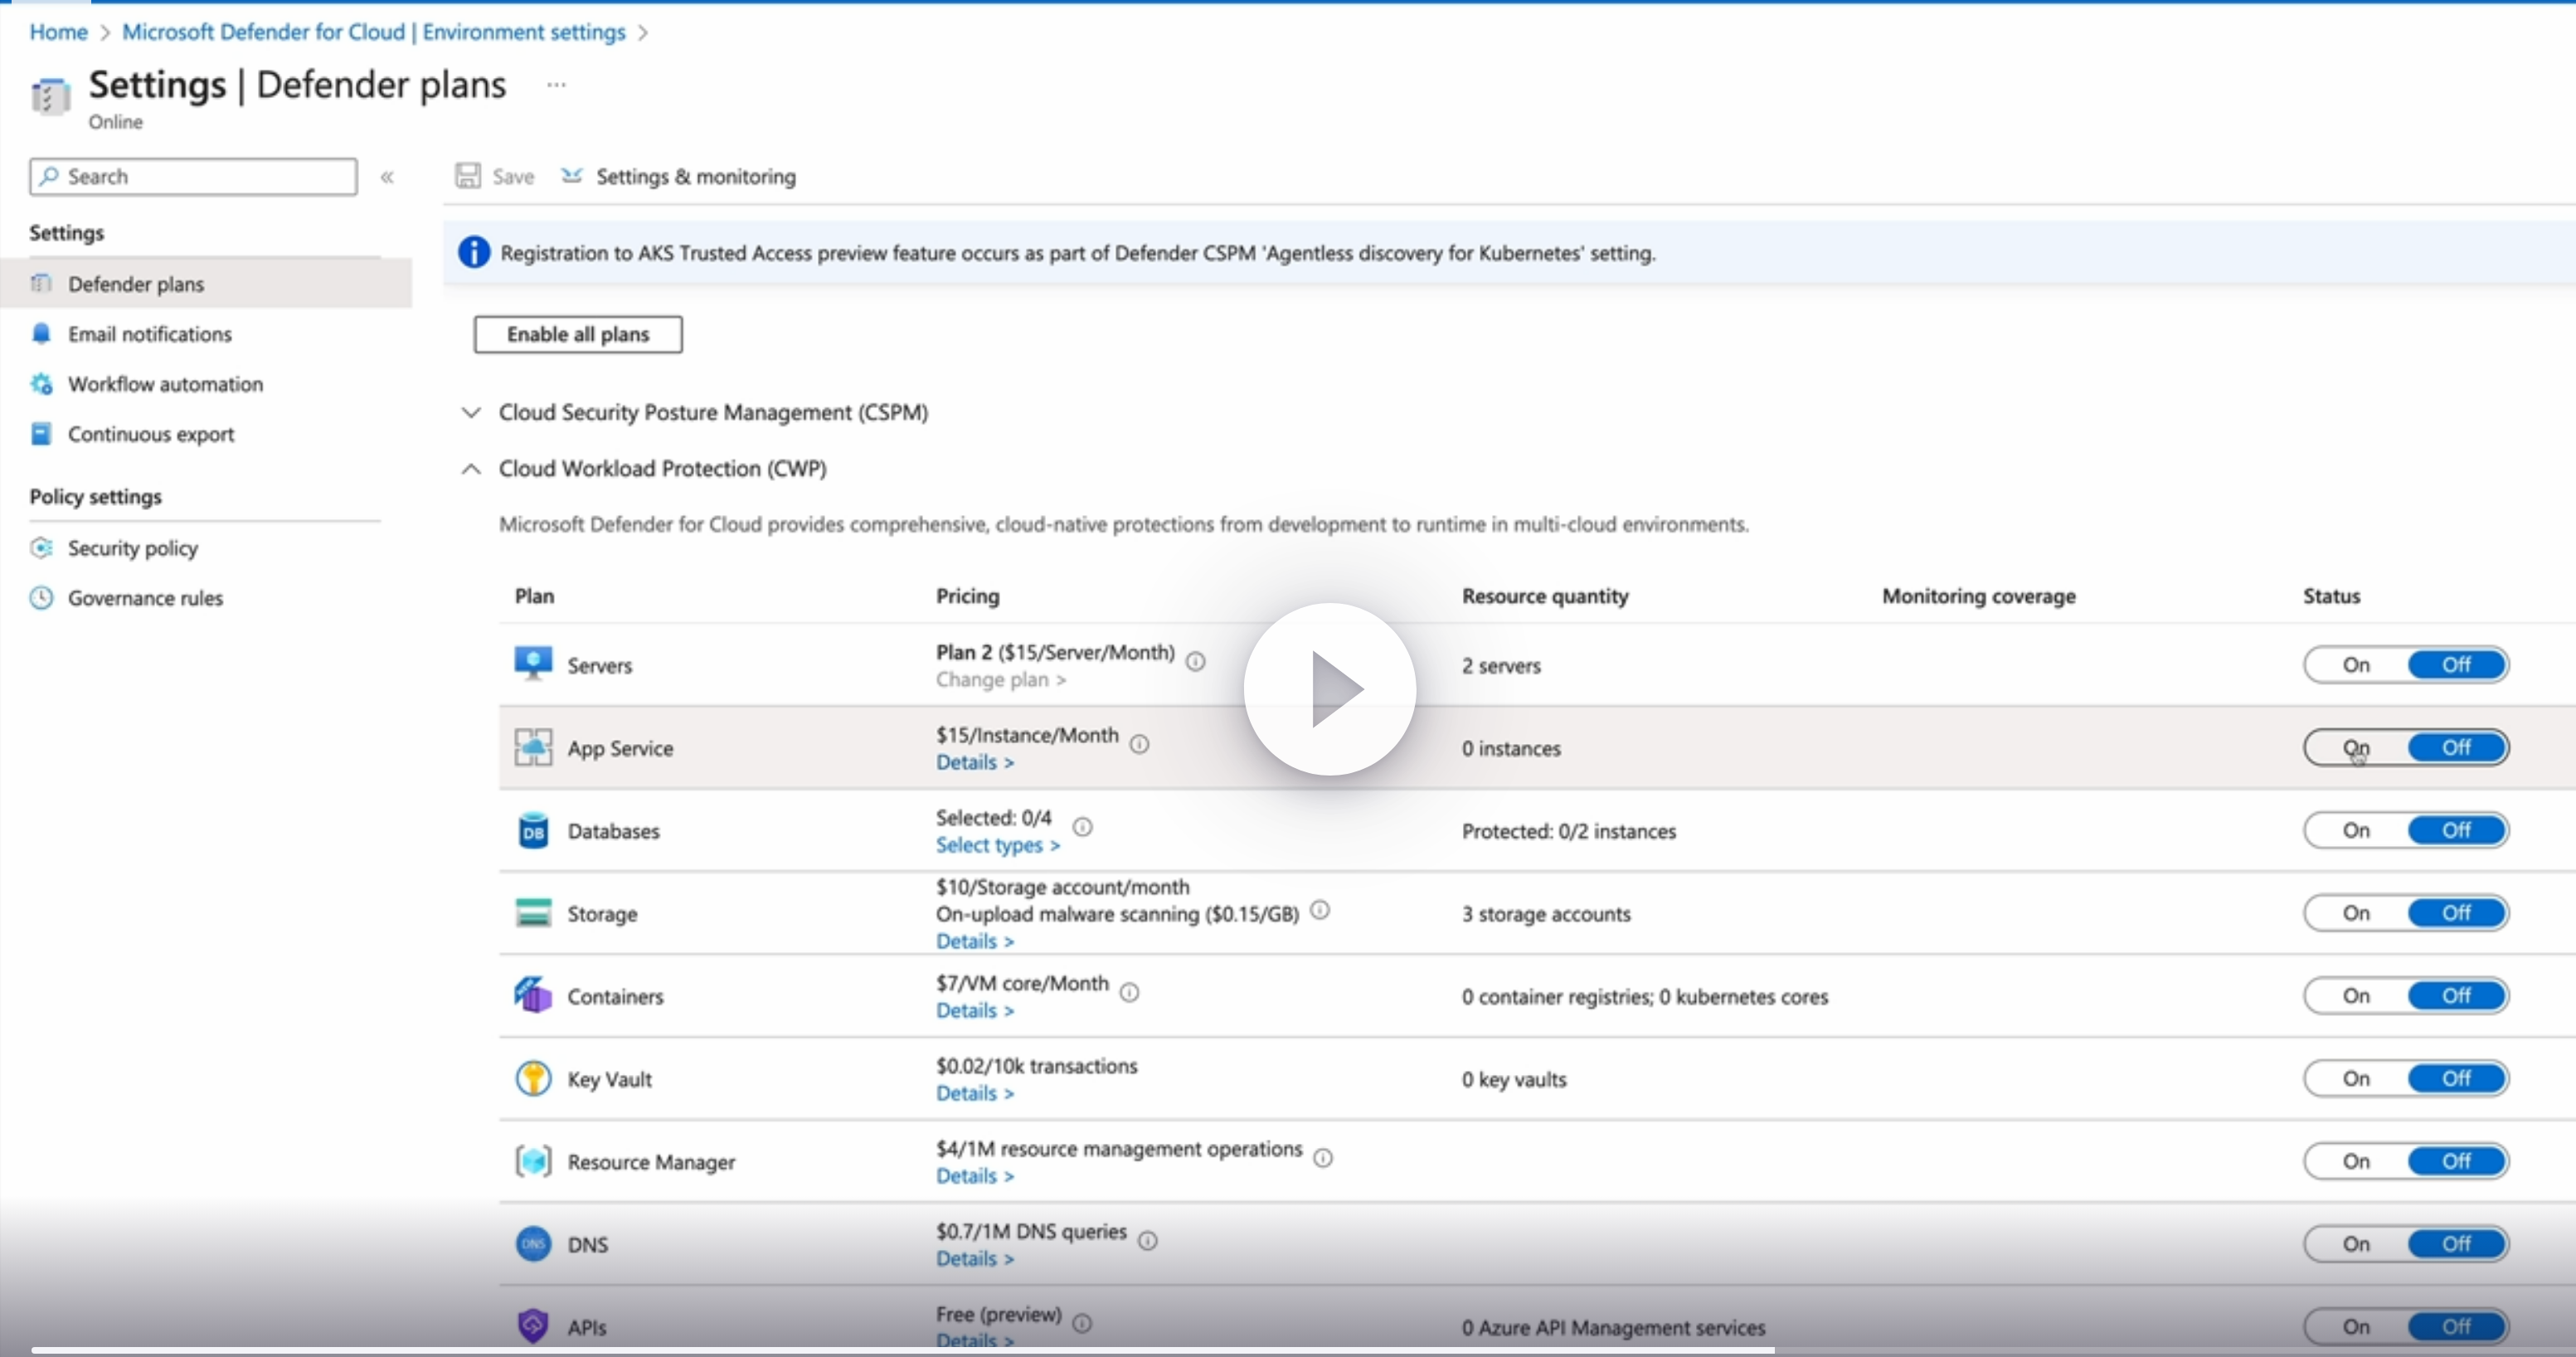 Home > Microsoft Defender for Cloud | Environment settings >
Settings | Defender plans ...
Online
Search «
Save Settings & monitoring
Settings
Defender plans
Email notifications
Workflow automation
Continuous export
Policy settings
Security policy
Governance rules
Registration to AKS Trusted Access preview feature occurs as part of Defender CSPM 'Agentless discovery for Kubernetes' setting.
Enable all plans
Cloud Security Posture Management (CSPM)
Cloud Workload Protection (CWP)
Microsoft Defender for Cloud provides comprehensive, cloud-native protections from development to runtime in multi-cloud environments.
Plan Pricing Resource quantity Monitoring coverage Status
Servers Plan 2 ($15/Server/Month) 2 servers On Off
Change plan >
App Service $15/Instance/Month 0 instances On Off
Details >
DB Databases Selected: 0/4 Protected: 0/2 instances On Off
Select types >
Storage $10/Storage account/month 3 storage accounts On Off
On-upload malware scanning ($0.15/GB)
Details >
NEW Containers $7/VM core/Month 0 container registries; 0 kubernetes cores On Off
Details >
Key Vault $0.02/10k transactions 0 key vaults On Off
Details >
Resource Manager $4/1M resource management operations On Off
Details >
DNS DNS $0.7/1M DNS queries On Off
Details >
APIs Free (preview) 0 Azure API Management services On Off
Details >